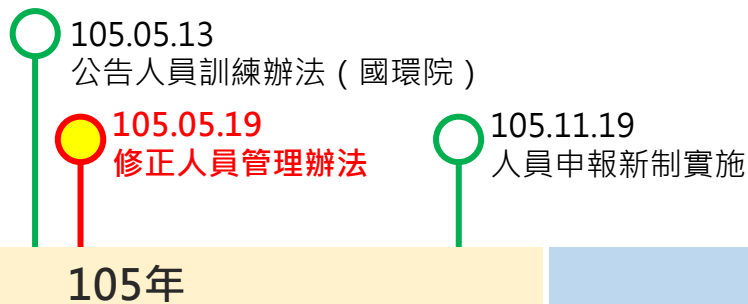 105.05.13
公告人員訓練辦法（國環院）
105.05.19
修正人員管理辦法
105.11.19
人員申報新制實施
105年